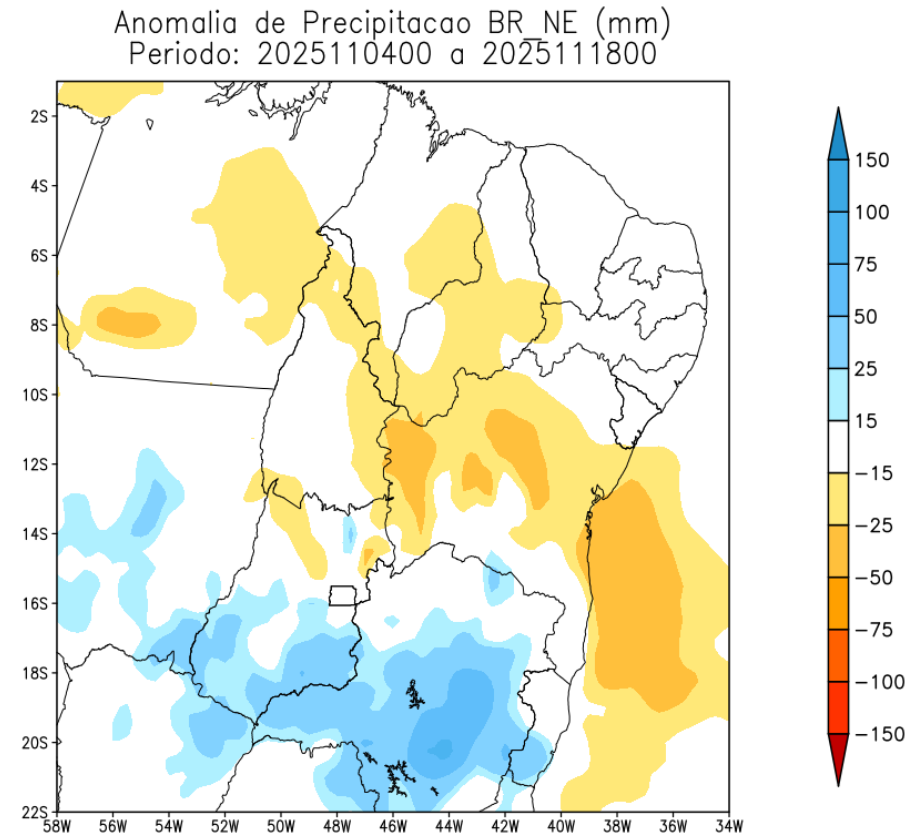 Anomalia de Precipitacao BR_NE (mm)
Periodo: 2025110400 a 2025111800
2S
4S
6S
8S
10S
12S
14S
16S
18S
20S
22S
58W 56W 54W 52W 50W 48W 46W 44W 42W 40W 38W 36W 34W
150
100
75
50
25
15
−15
−25
−50
−75
−100
−150